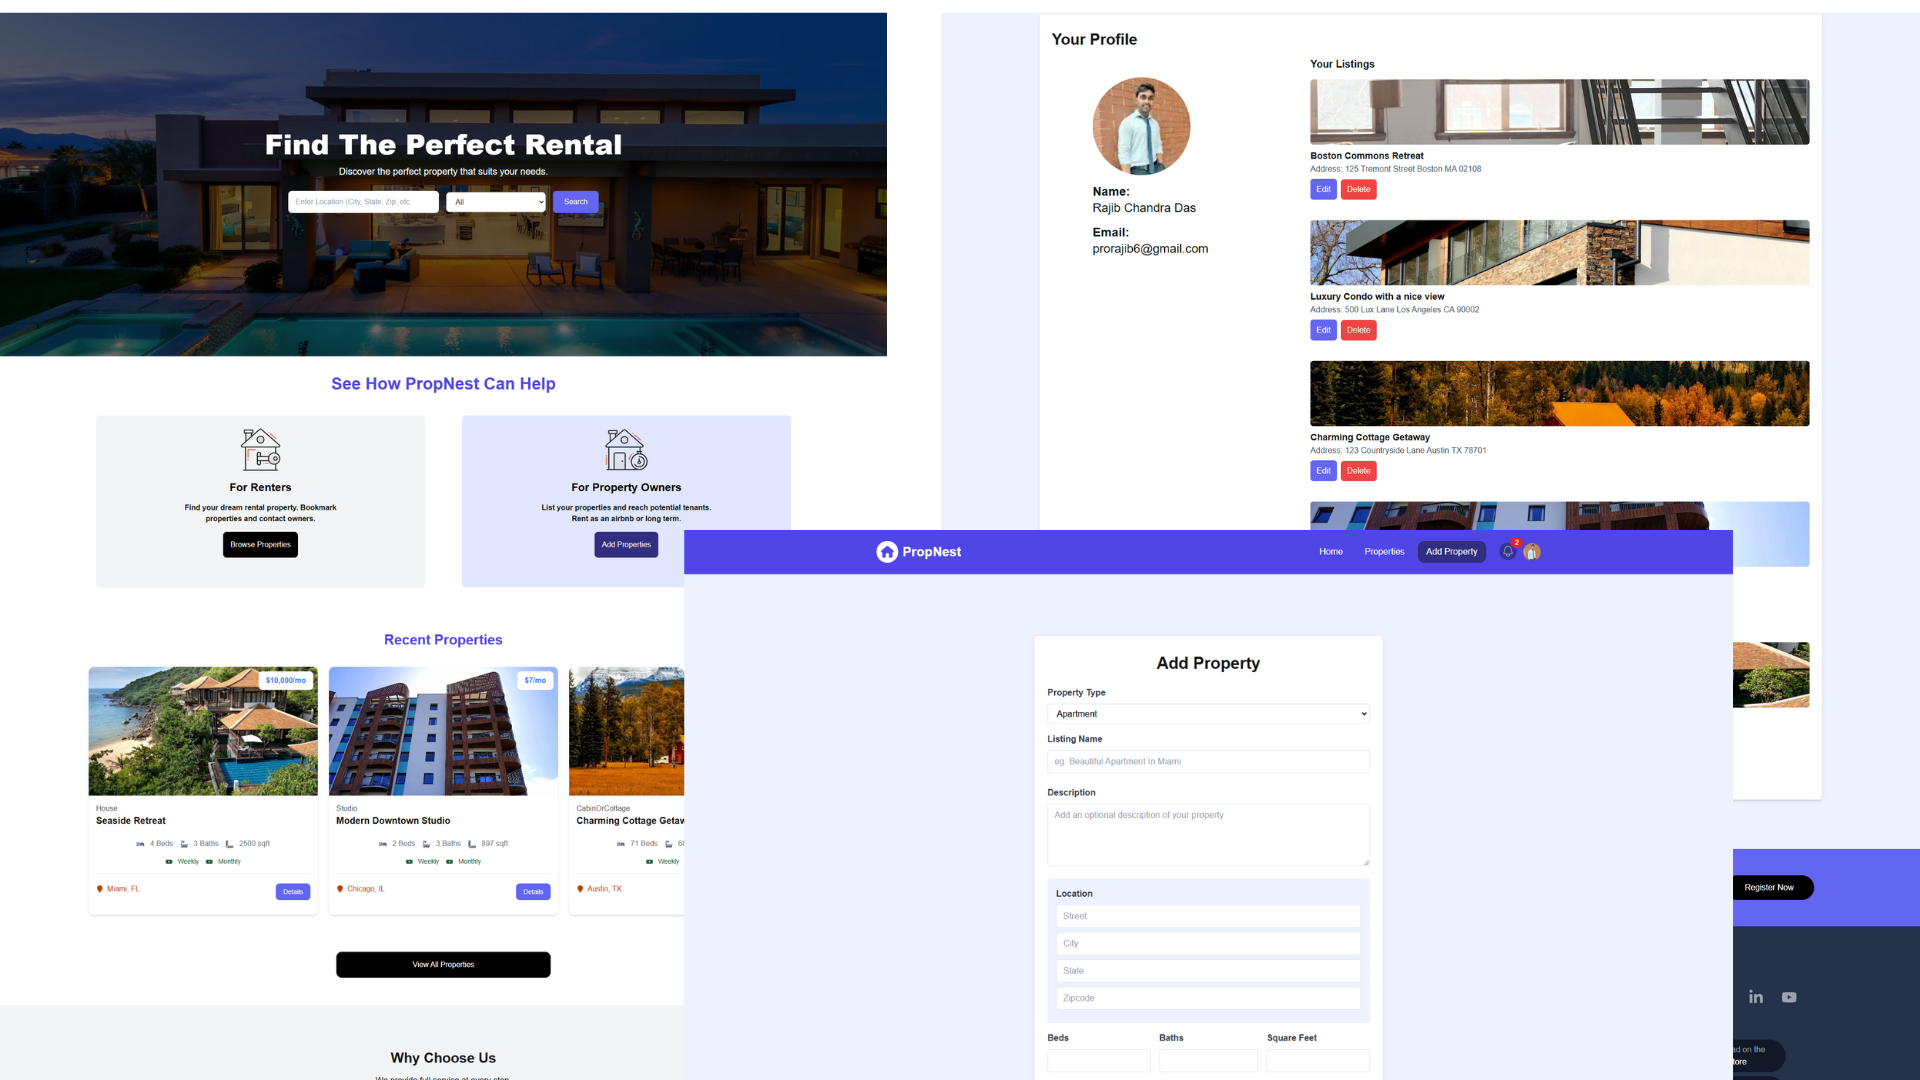 Find The Perfect Rental
Discover the perfect property that suits your needs.
Enter Location (City, State, Zip, etc
All
Search
See How PropNest Can Help
For Renters
Find your dream rental property. Bookmark
properties and contact owners.
Browse Properties
For Property Owners
List your properties and reach potential tenants.
Rent as an airbnb or long term.
Add Properties
Recent Properties
$10,000/mo
House
Seaside Retreat
4 Beds 3 Baths 2500 sqft
Weekly Monthly
Miami, FL
Details
$7/mo
Studio
Modern Downtown Studio
2 Beds 3 Baths 897 sqft
Weekly Monthly
Chicago, IL
Details
CabinOrCottage
Charming Cottage
71 Beds
Weekly
Austin, TX
View All Properties
Why Choose Us
We provide full service at every step
Your Profile
Name:
Rajib Chandra Das
Email:
prorajib6@gmail.com
Your Listings
Boston Commons Retreat
Address: 125 Tremont Street Boston MA 02108
Edit Delete
Luxury Condo with a nice view
Address: 500 Lux Lane Los Angeles CA 90002
Edit Delete
Charming Cottage Getaway
Address: 123 Countryside Lane Austin TX 78701
Edit Delete
PropNest
Home Properties Add Property 2
Add Property
Property Type
Apartment
Listing Name
eg. Beautiful Apartment In Miami
Description
Add an optional description of your property
Location
Street
City
State
Zipcode
Beds Baths Square Feet
Register Now
in
on the